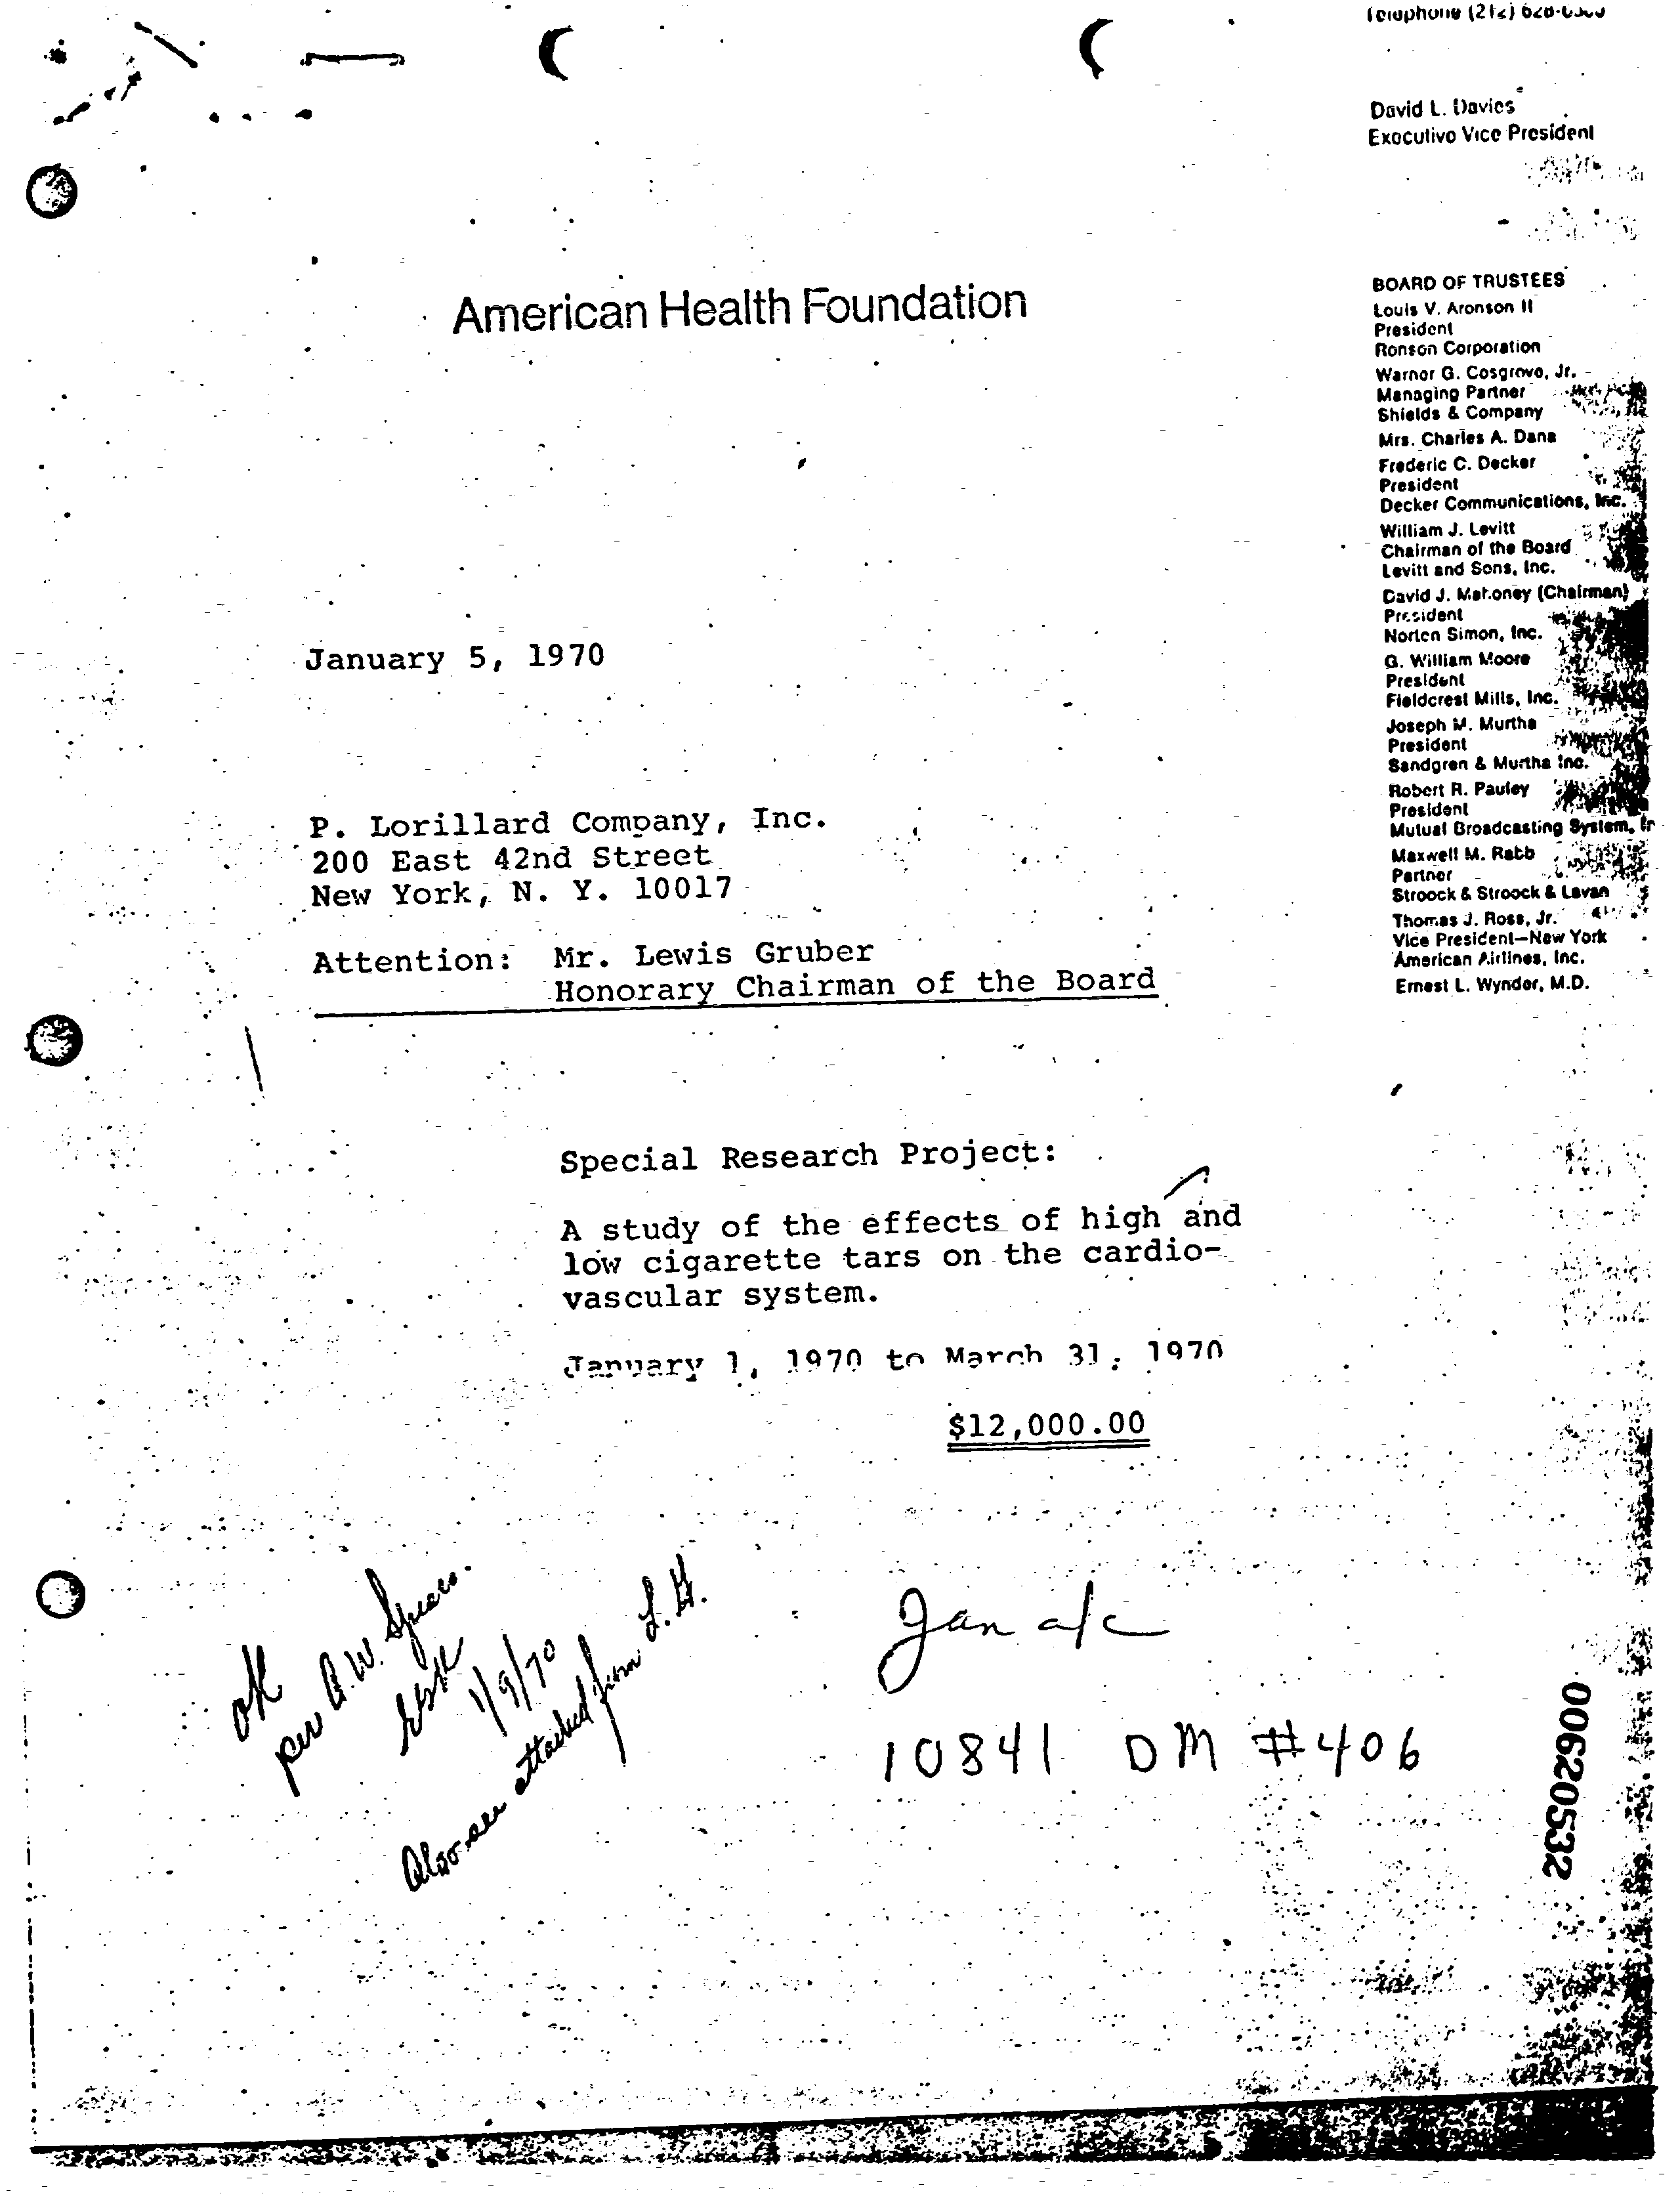 Telephone (212)
David L. Davies
Executive Vice President
American Health Foundation
BOARD OF TRUSTEES
Louis V. Aronson II
President
Ronson Corporation
Warner G. Cosgrove, Jr.
Managing Partner
Shields & Company
Mrs. Charles A. Dana
Frederic C. Decker
President
Decker Communications, Inc.
William J. Levitt
Chairman of the Board
Levitt and Sons, Inc.
David J. Mahoney (Chairman)
President
Norton Simon, Inc.
G. William Moore
President
Fieldcrest Mills, Inc.
Joseph M. Murtha
President
Sandgren & Murtha Inc.
Robert R. Pauley
President
Mutual Broadcasting System, In
Maxwell M. Rabb
Partner
Stroock & Stroock & Lavan
Thomas J. Ross, Jr.
Vice President—New York
American Airlines, Inc.
Ernest L. Wynder, M.D.
January 5, 1970
P. Lorillard Company, Inc.
200 East 42nd Street
New York, N. Y. 10017
Attention: Mr. Lewis Gruber
Honorary Chairman of the Board
Special Research Project:
A study of the effects of high and
low cigarette tars on the cardio-
vascular system.
January 1, 1970 to March 31, 1970
$12,000.00
ok
per A.W. Spears.
1/9/70
Also see attached from L.G.
Jan a/c
10841 DM #406
00620532